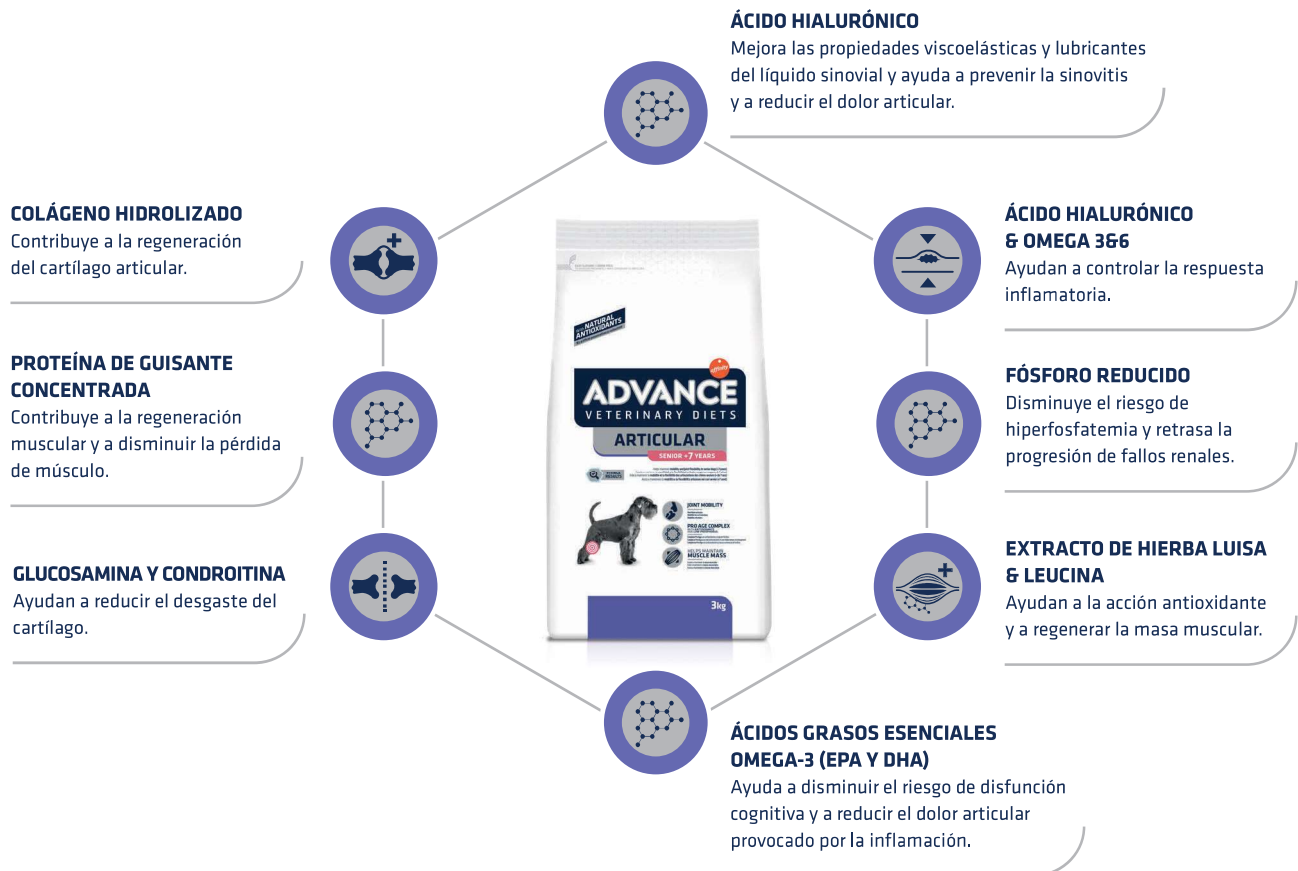 ÁCIDO HIALURÓNICO
Mejora las propiedades viscoelásticas y lubricantes
del líquido sinovial y ayuda a prevenir la sinovitis
y a reducir el dolor articular.
COLÁGENO HIDROLIZADO
Contribuye a la regeneración
del cartílago articular.
ÁCIDO HIALURÓNICO
& OMEGA 3&6
Ayudan a controlar la respuesta
inflamatoria.
PROTEÍNA DE GUISANTE
CONCENTRADA
Contribuye a la regeneración
muscular y a disminuir la pérdida
de músculo.
FÓSFORO REDUCIDO
Disminuye el riesgo de
hiperfosfatemia y retrasa la
progresión de fallos renales.
GLUCOSAMINA Y CONDROITINA
Ayudan a reducir el desgaste del
cartílago.
EXTRACTO DE HIERBA LUISA
& LEUCINA
Ayudan a la acción antioxidante
y a regenerar la masa muscular.
ÁCIDOS GRASOS ESENCIALES
OMEGA-3 (EPA Y DHA)
Ayuda a disminuir el riesgo de disfunción
cognitiva y a reducir el dolor articular
provocado por la inflamación.
NATURAL
ANTIOXIDANTS
affinity
ADVANCE
VETERINARY DIETS
ARTICULAR
SENIOR +7 YEARS
JOINT MOBILITY
PRO AGE COMPLEX
HELPS MAINTAIN
MUSCLE MASS
3kg